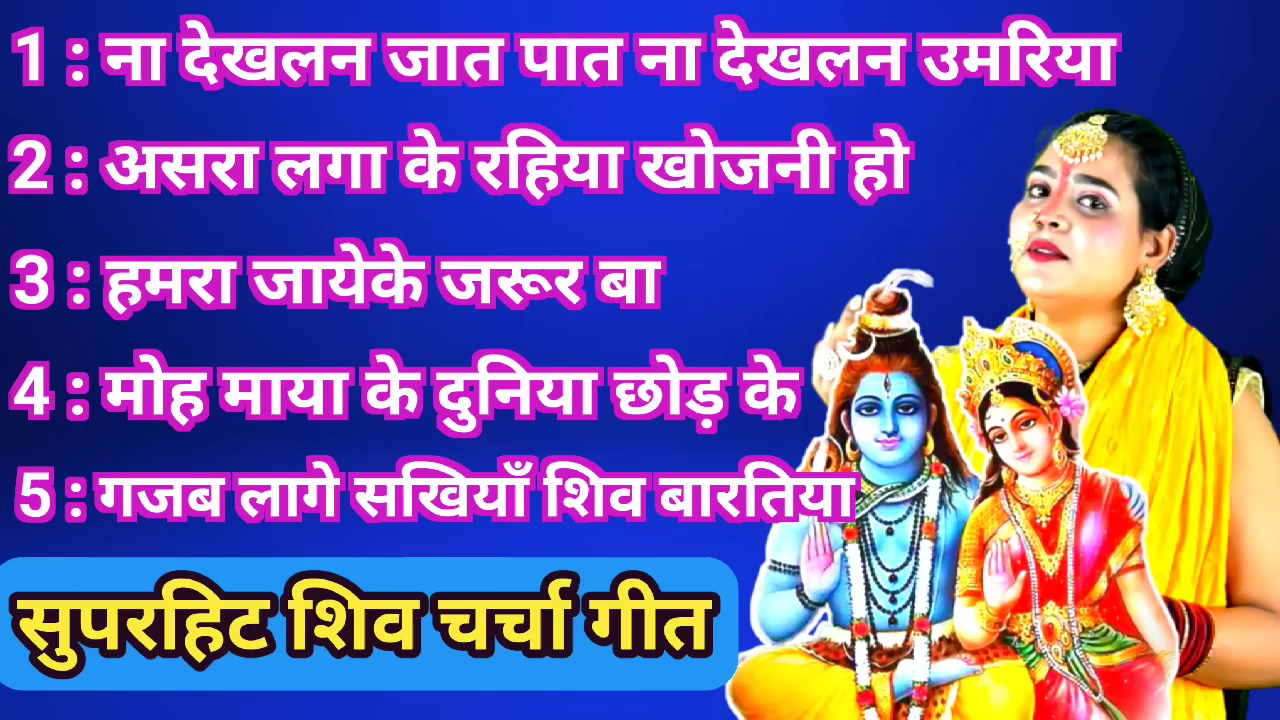 1 : ना देखलन जात पात ना देखलन उमरिया
2 : असरा लगा के रहिया खोजनी हो
3 : हमरा जायेके जरूर बा
4 : मोह माया के दुनिया छोड़ के
5 : गजब लागे सखियाँ शिव बारतिया
सुपरहिट शिव चर्चा गीत